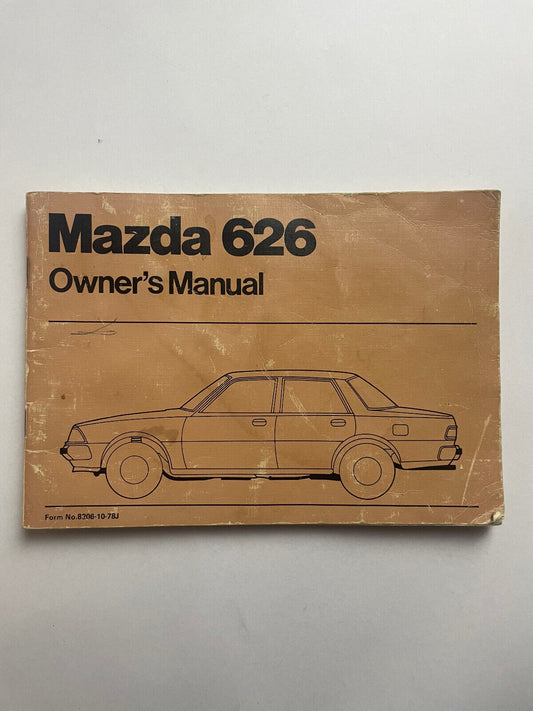 Mazda 626
Owner's Manual
Form No.8206-10-78J